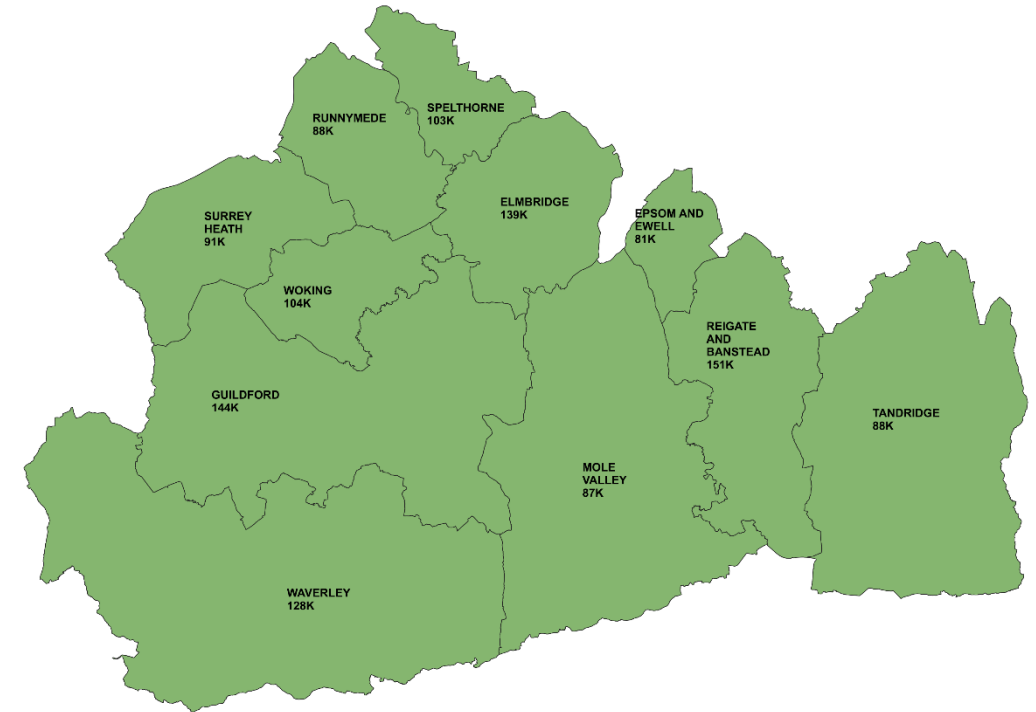 SPELTHORNE
103K
RUNNYMEDE
88K
ELMBRIDGE
139K
SURREY
HEATH
91K
EPSOM AND
EWELL
81K
WOKING
104K
REIGATE
AND
BANSTEAD
151K
GUILDFORD
144K
TANDRIDGE
88K
MOLE
VALLEY
87K
WAVERLEY
128K